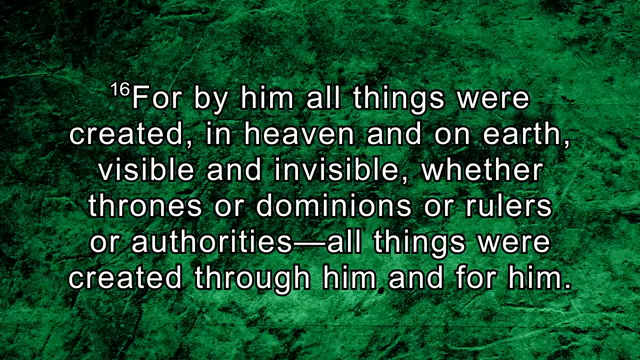 ¹⁶For by him all things were
created, in heaven and on earth,
visible and invisible, whether
thrones or dominions or rulers
or authorities—all things were
created through him and for him.